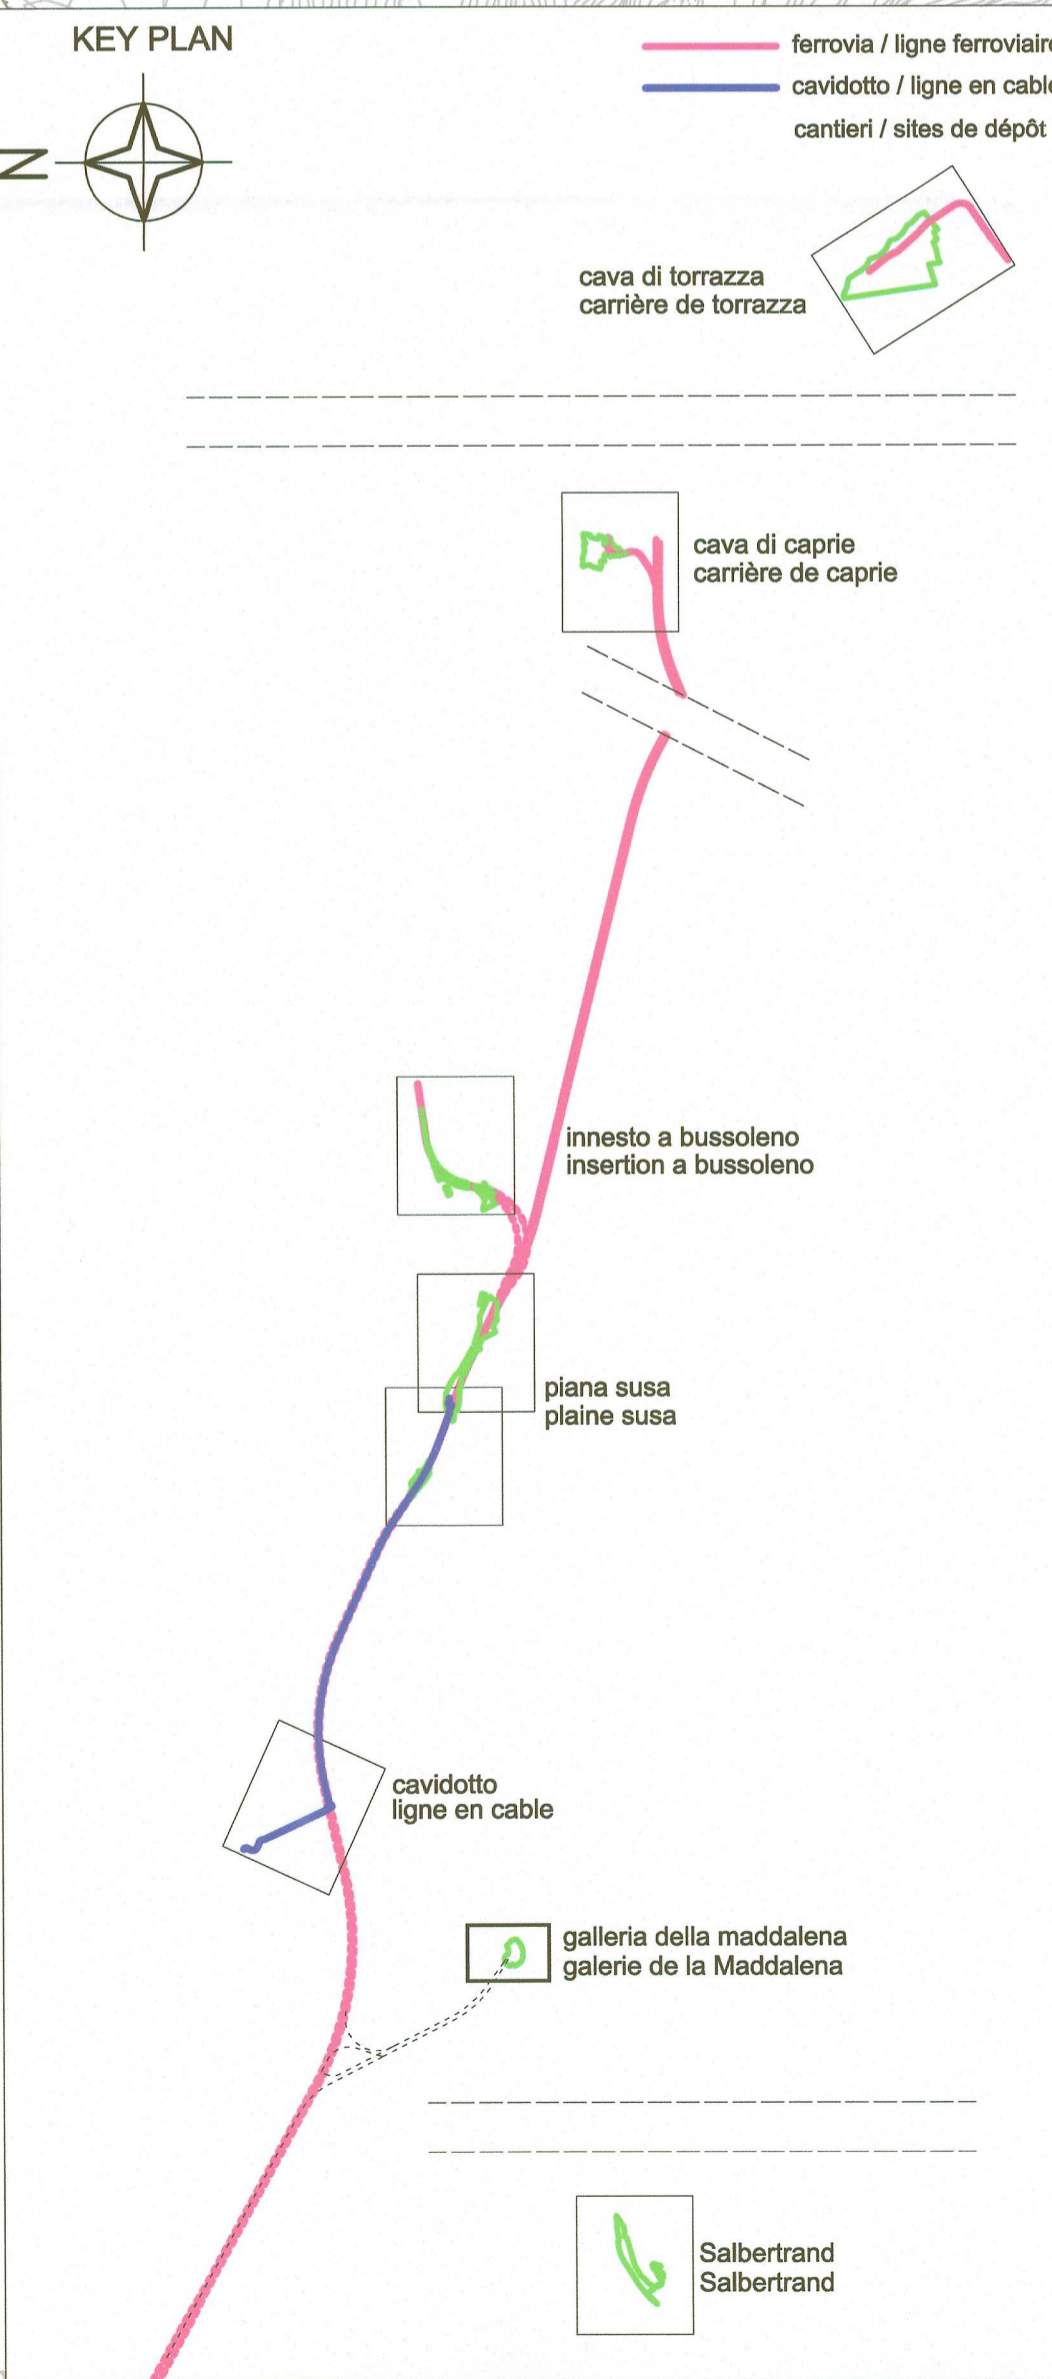 KEY PLAN
ferrovia / ligne ferroviaire
cavidotto / ligne en cable
cantieri / sites de dépôt
N
cava di torrazza
carrière de torrazza
cava di caprie
carrière de caprie
innesto a bussoleno
insertion a bussoleno
piana susa
plaine susa
cavidotto
ligne en cable
galleria della maddalena
galerie de la Maddalena
Salbertrand
Salbertrand